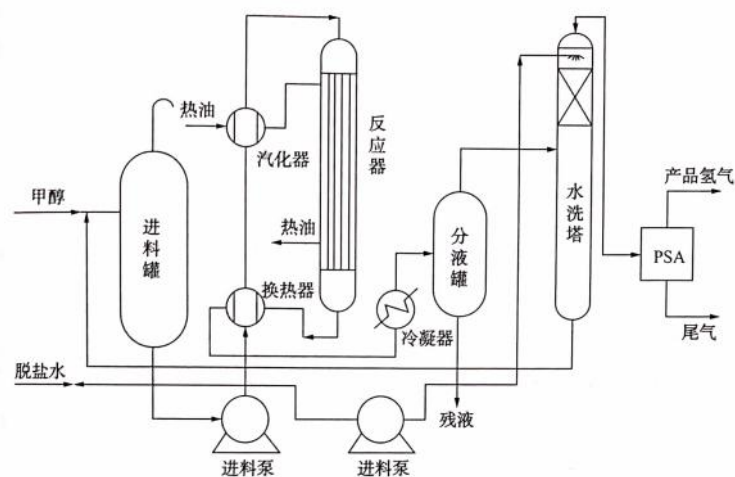 热油
汽化器
反应器
甲醇
进料罐
热油
换热器
冷凝器
分液罐
水洗塔
产品氢气
PSA
尾气
脱盐水
残液
进料泵
进料泵